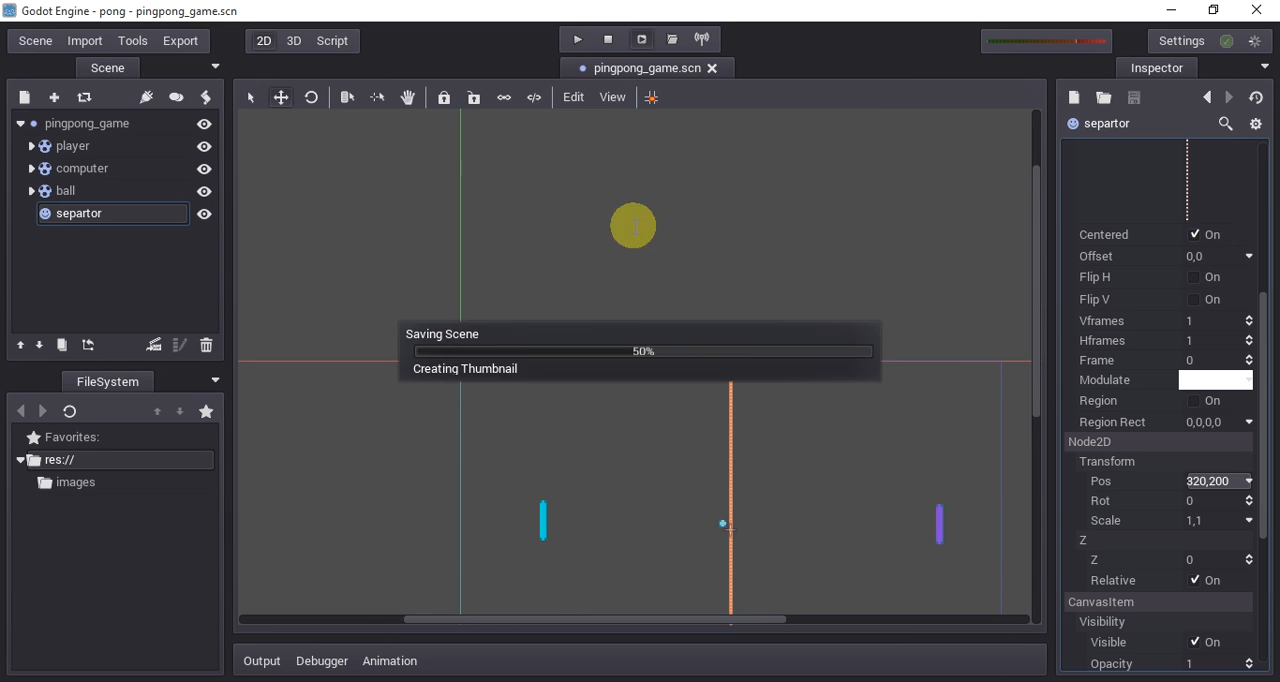 Godot Engine - pong - pingpong_game.scn
Scene Import Tools Export 2D 3D Script Settings
Scene pingpong_game.scn Inspector
Edit View
pingpong_game
player
computer
ball
separtor
FileSystem
Favorites:
res://
images
Saving Scene
50%
Creating Thumbnail
Output Debugger Animation
separtor
Centered On
Offset 0,0
Flip H On
Flip V On
Vframes 1
Hframes 1
Frame 0
Modulate
Region On
Region Rect 0,0,0,0
Node2D
Transform
Pos 320,200
Rot 0
Scale 1,1
Z
Z 0
Relative On
CanvasItem
Visibility
Visible On
Opacity 1